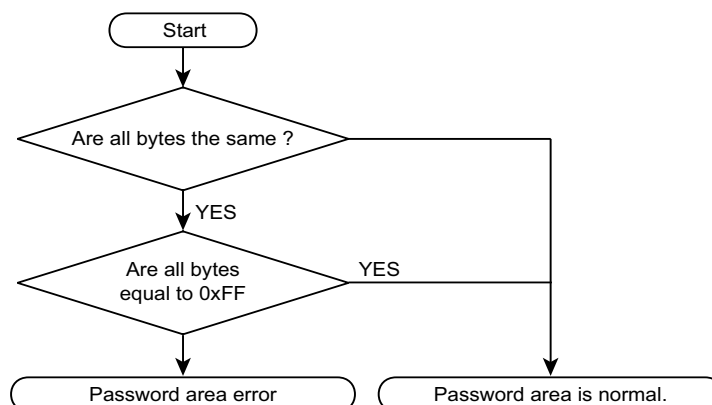 Start
Are all bytes the same ?
YES
Are all bytes
equal to 0xFF
YES
Password area error
Password area is normal.